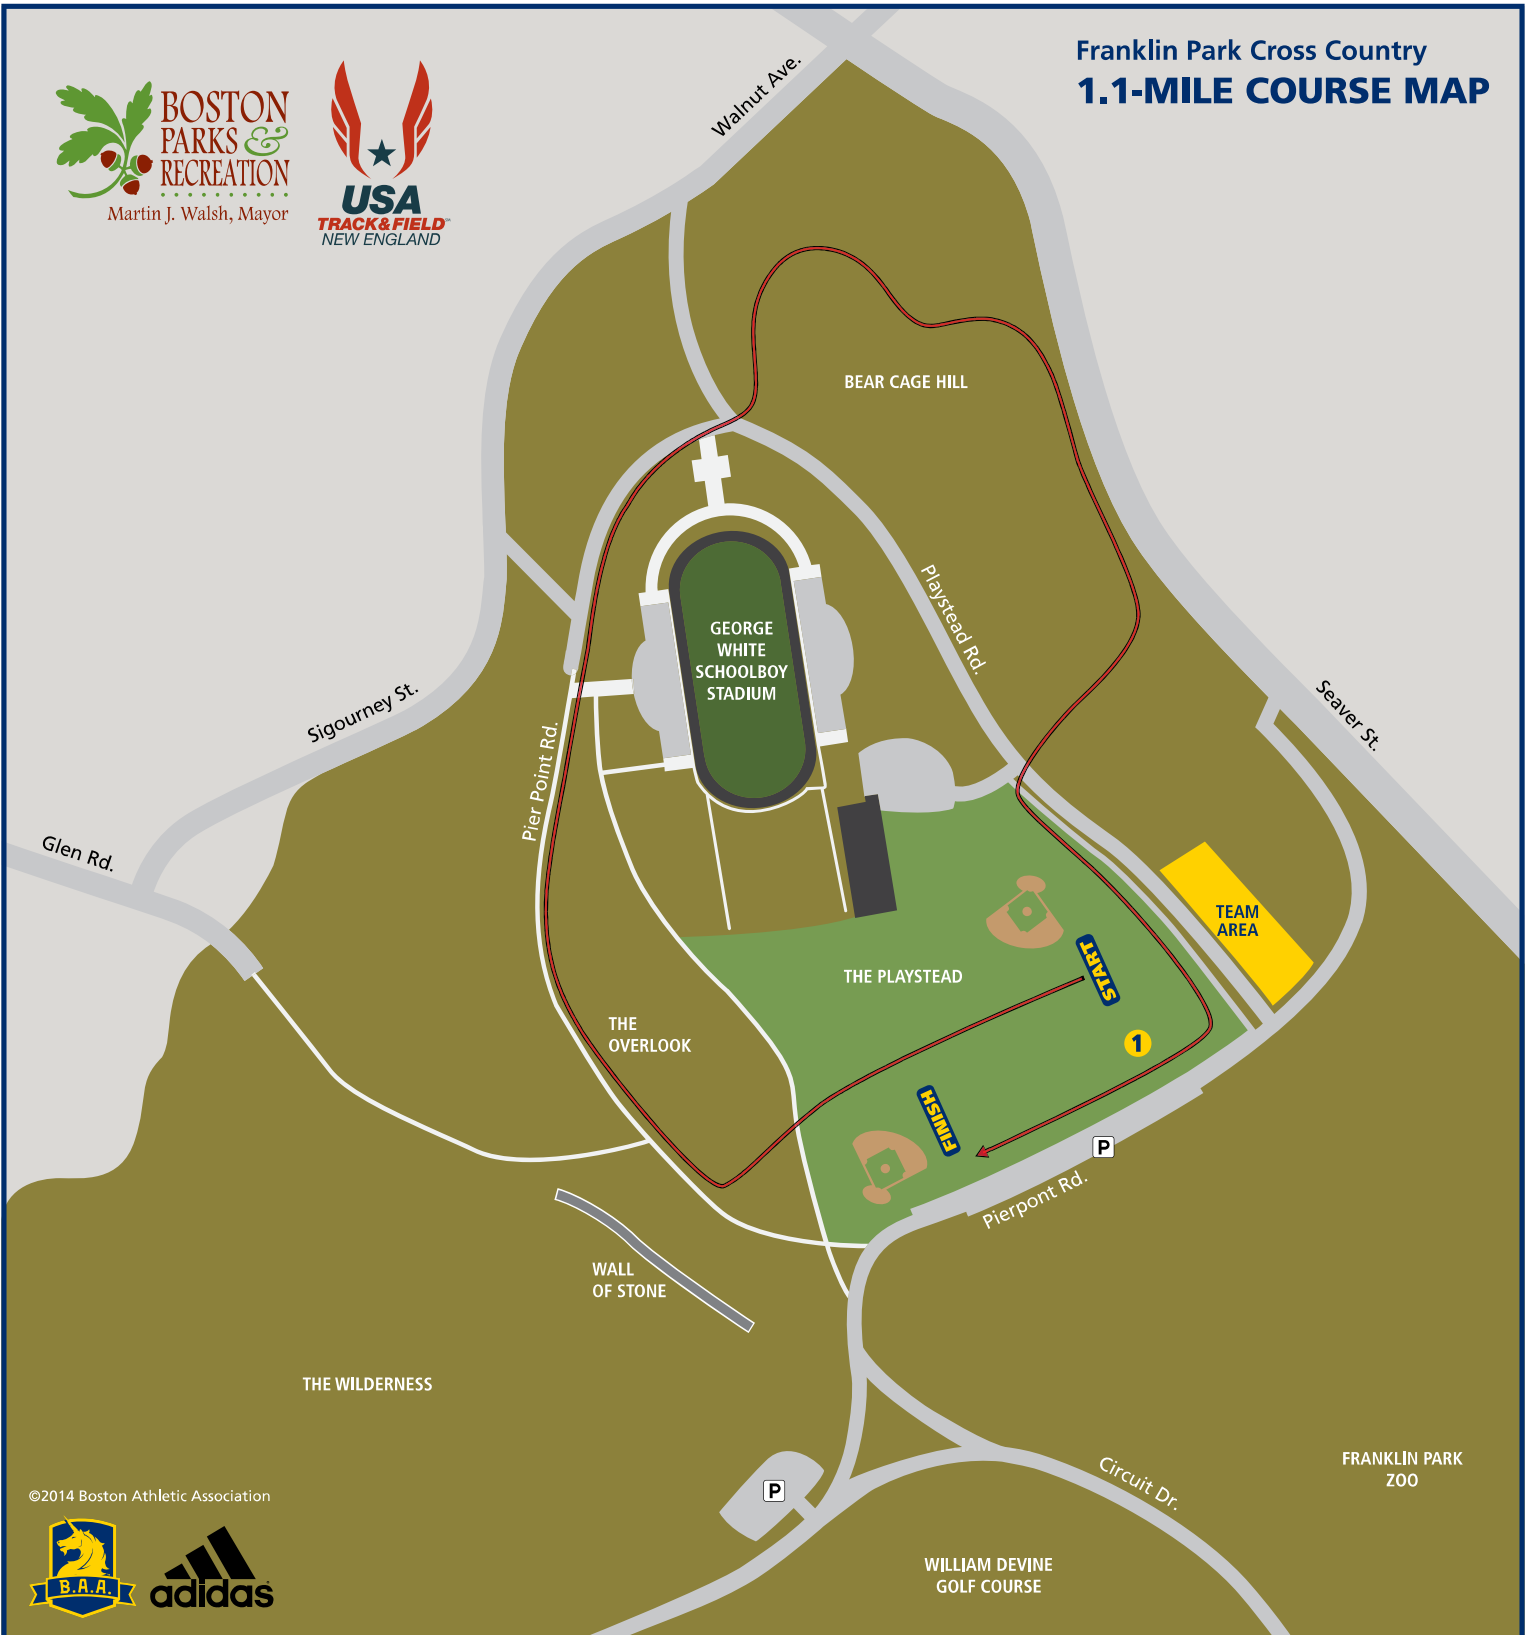 Franklin Park Cross Country
1.1-MILE COURSE MAP
BOSTON
PARKS &
RECREATION
Martin J. Walsh, Mayor
USA
TRACK&FIELD
NEW ENGLAND
Walnut Ave.
BEAR CAGE HILL
Playstead Rd.
GEORGE
WHITE
SCHOOLBOY
STADIUM
Sigourney St.
Seaver St.
Pier Point Rd.
Glen Rd.
TEAM
AREA
START
THE PLAYSTEAD
THE
OVERLOOK
1
FINISH
P
Pierpont Rd.
WALL
OF STONE
THE WILDERNESS
P
Circuit Dr.
FRANKLIN PARK
ZOO
©2014 Boston Athletic Association
B.A.A.
adidas
WILLIAM DEVINE
GOLF COURSE